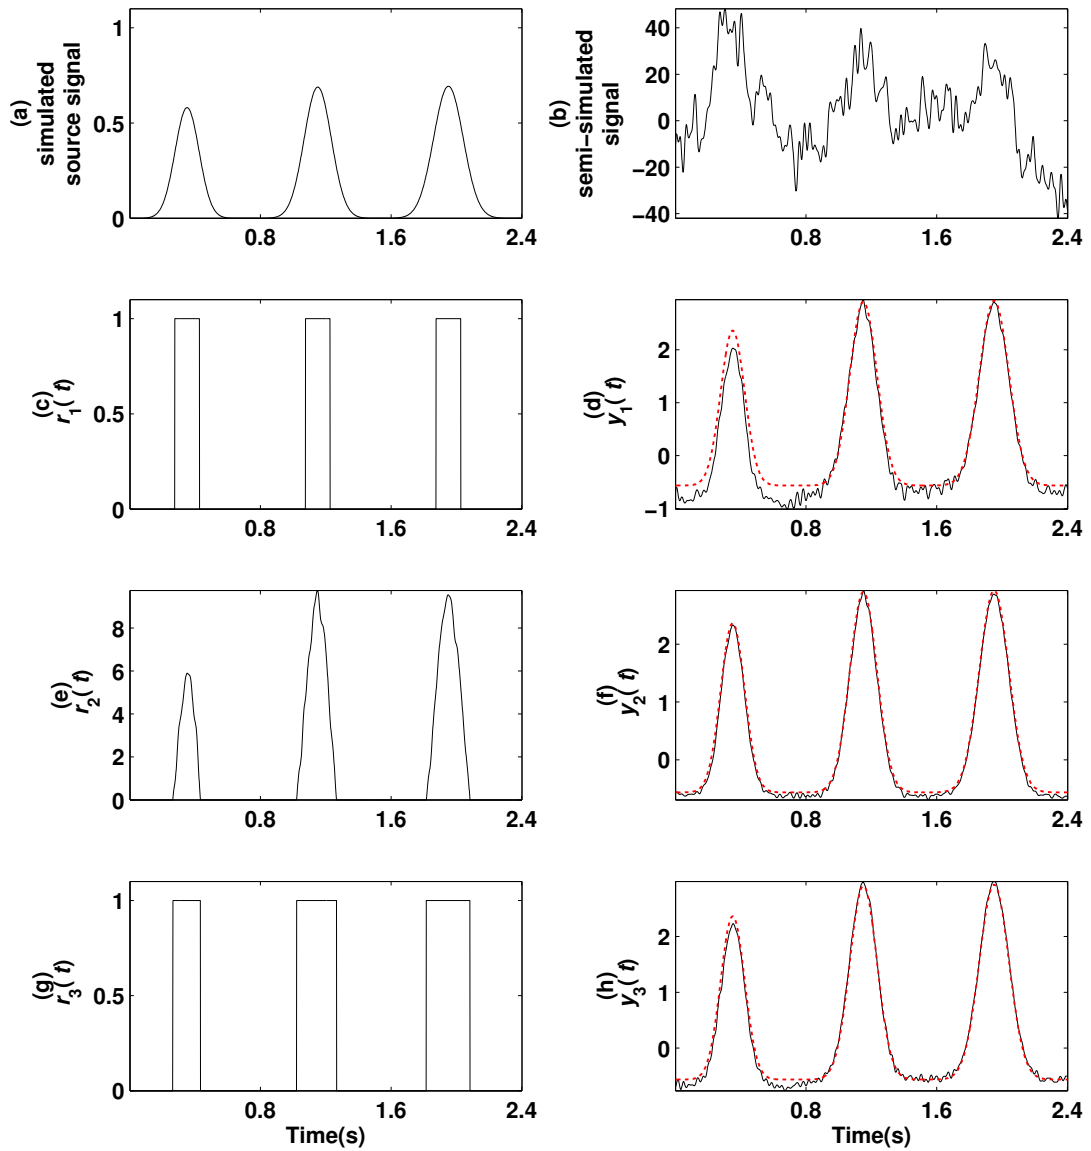 (a)
simulated
source signal
1
0.5
0
0.8
1.6
2.4
(b)
semi−simulated
signal
40
20
0
−20
−40
0.8
1.6
2.4
(c)
r1(t)
1
0.5
0
0.8
1.6
2.4
(d)
y1(t)
2
1
0
−1
0.8
1.6
2.4
(e)
r2(t)
8
6
4
2
0
0.8
1.6
2.4
(f)
y2(t)
2
1
0
0.8
1.6
2.4
(g)
r3(t)
1
0.5
0
0.8
1.6
2.4
Time(s)
(h)
y3(t)
2
1
0
0.8
1.6
2.4
Time(s)